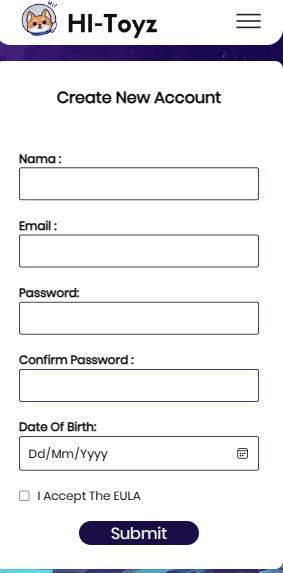 HI!
HI-Toyz
Create New Account
Nama :
Email :
Password:
Confirm Password :
Date Of Birth:
Dd/Mm/Yyyy
I Accept The EULA
Submit